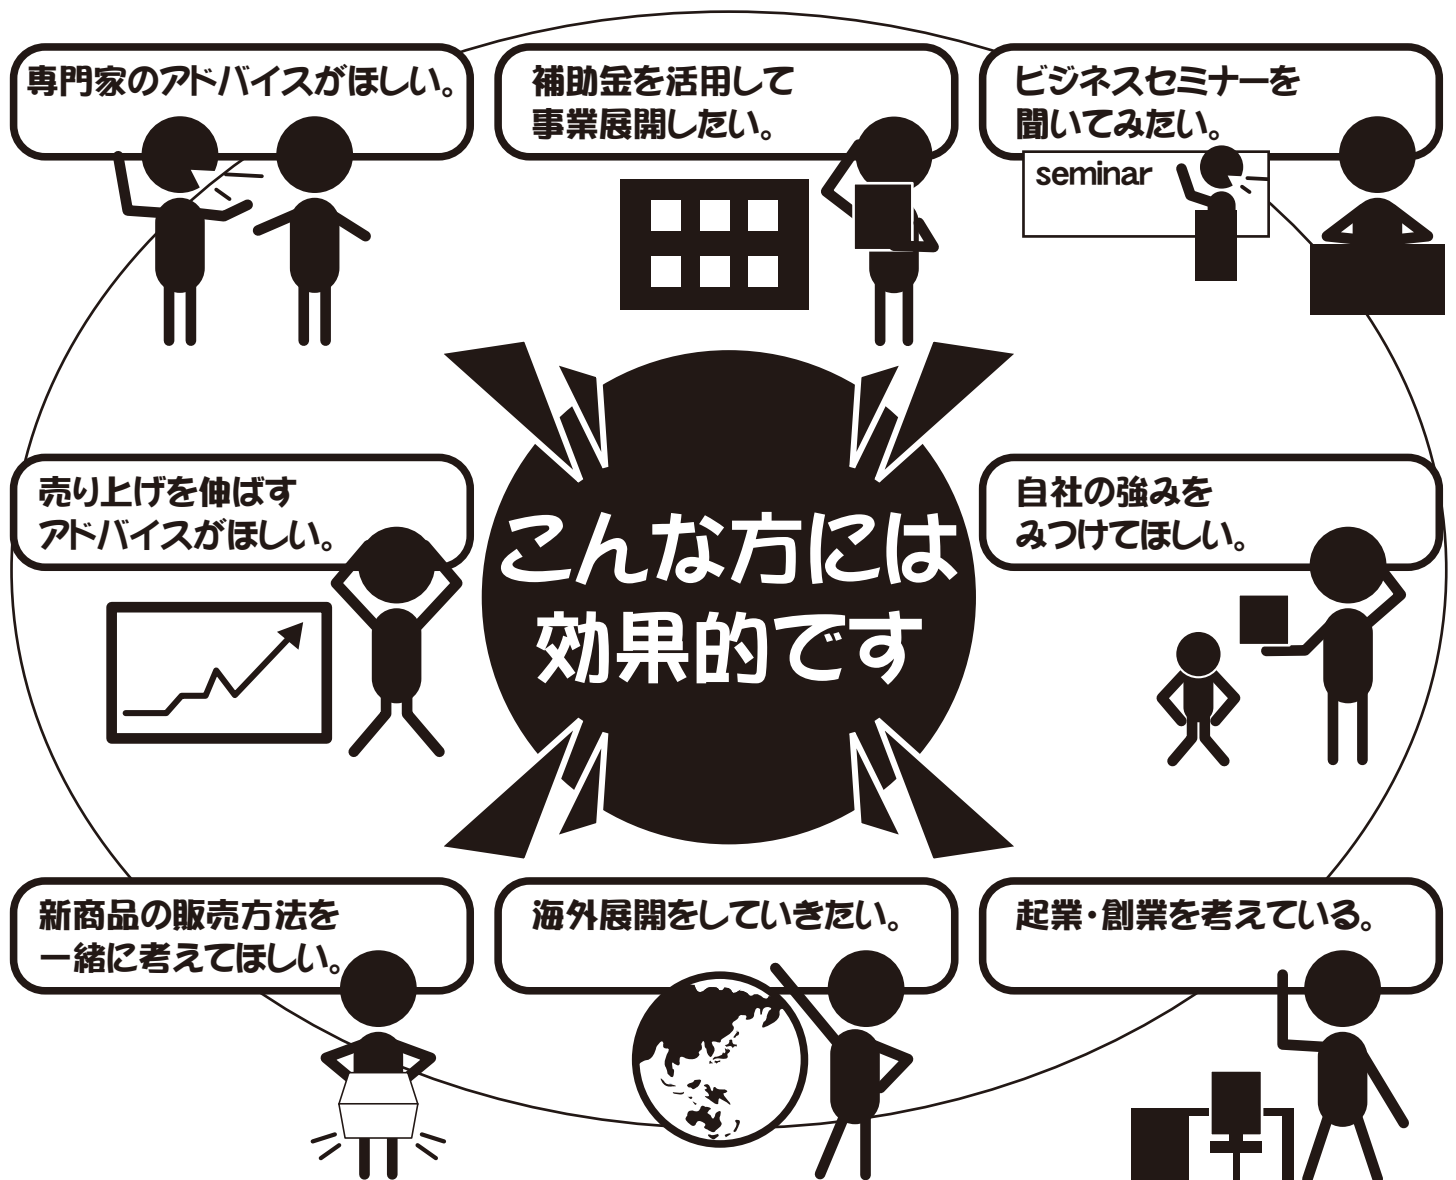 専門家のアドバイスがほしい。
補助金を活用して
事業展開したい。
ビジネスセミナーを
聞いてみたい。
seminar
売り上げを伸ばす
アドバイスがほしい。
こんな方には
効果的です
自社の強みを
みつけてほしい。
新商品の販売方法を
一緒に考えてほしい。
海外展開をしていきたい。
起業・創業を考えている。